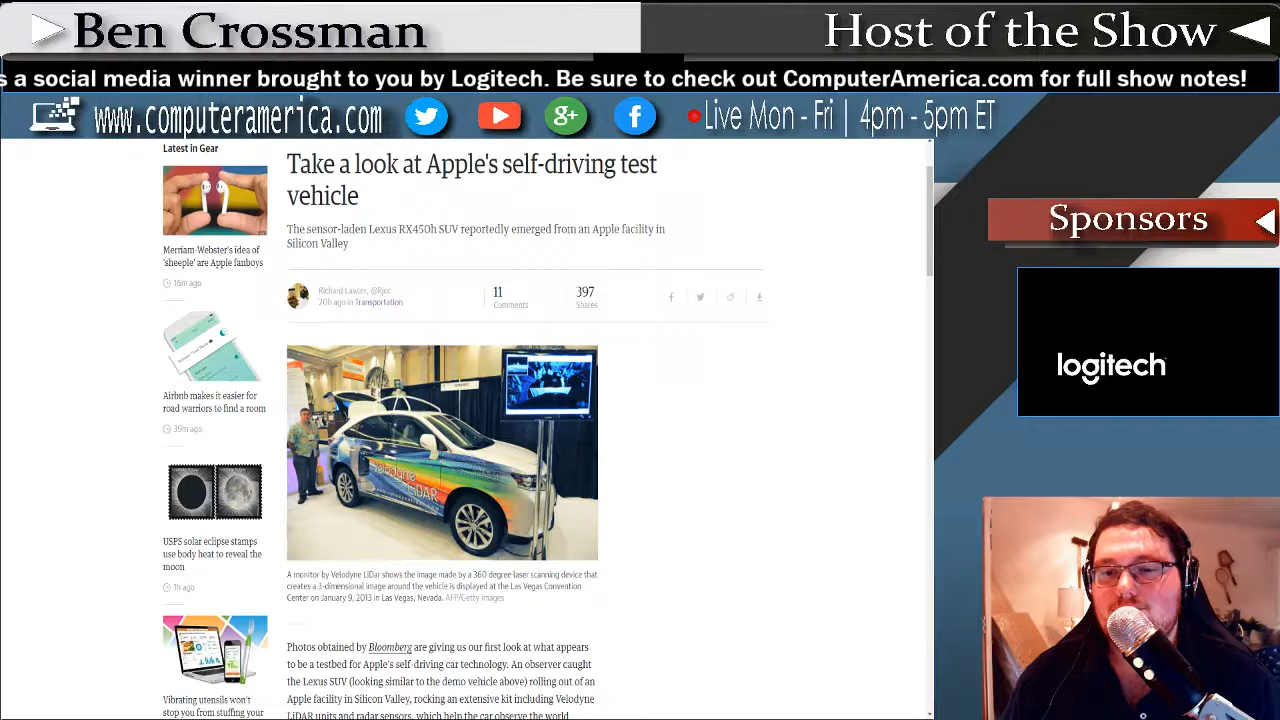 Ben Crossman
Host of the Show
s a social media winner brought to you by Logitech. Be sure to check out ComputerAmerica.com for full show notes!
www.computeramerica.com
Live Mon - Fri | 4pm - 5pm ET
Latest in Gear
Merriam-Webster's idea of
'sheeple' are Apple fanboys
16m ago
Airbnb makes it easier for
road warriors to find a room
39m ago
USPS solar eclipse stamps
use body heat to reveal the
moon
1h ago
Vibrating utensils won't
stop you from stuffing your
Take a look at Apple's self-driving test
vehicle
The sensor-laden Lexus RX450h SUV reportedly emerged from an Apple facility in
Silicon Valley
Richard Lawler, @Rjcc
20h ago in Transportation
11
Comments
397
Shares
Velodyne
LiDAR
A monitor by Velodyne LIDar shows the image made by a 360 degree laser scanning device that
creates a 3-dimensional image around the vehicle is displayed at the Las Vegas Convention
Center on January 9, 2013 in Las Vegas, Nevada. AFP/Getty Images
Photos obtained by Bloomberg are giving us our first look at what appears
to be a testbed for Apple's self-driving car technology. An observer caught
the Lexus SUV (looking similar to the demo vehicle above) rolling out of an
Apple facility in Silicon Valley, rocking an extensive kit including Velodyne
LiDAR units and radar sensors, which help the car observe the world
Sponsors
logitech